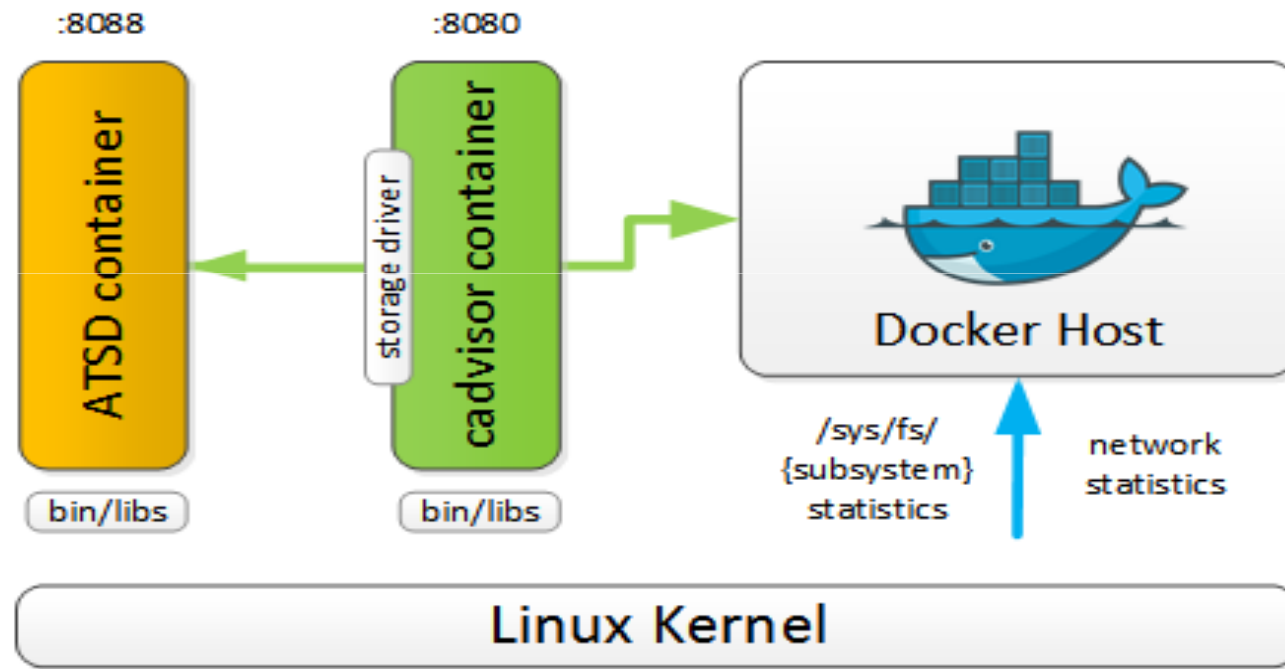 :8088
:8080
ATSD container
storage driver
cadvisor container
Docker Host
/sys/fs/
{subsystem}
statistics
network
statistics
bin/libs
bin/libs
Linux Kernel